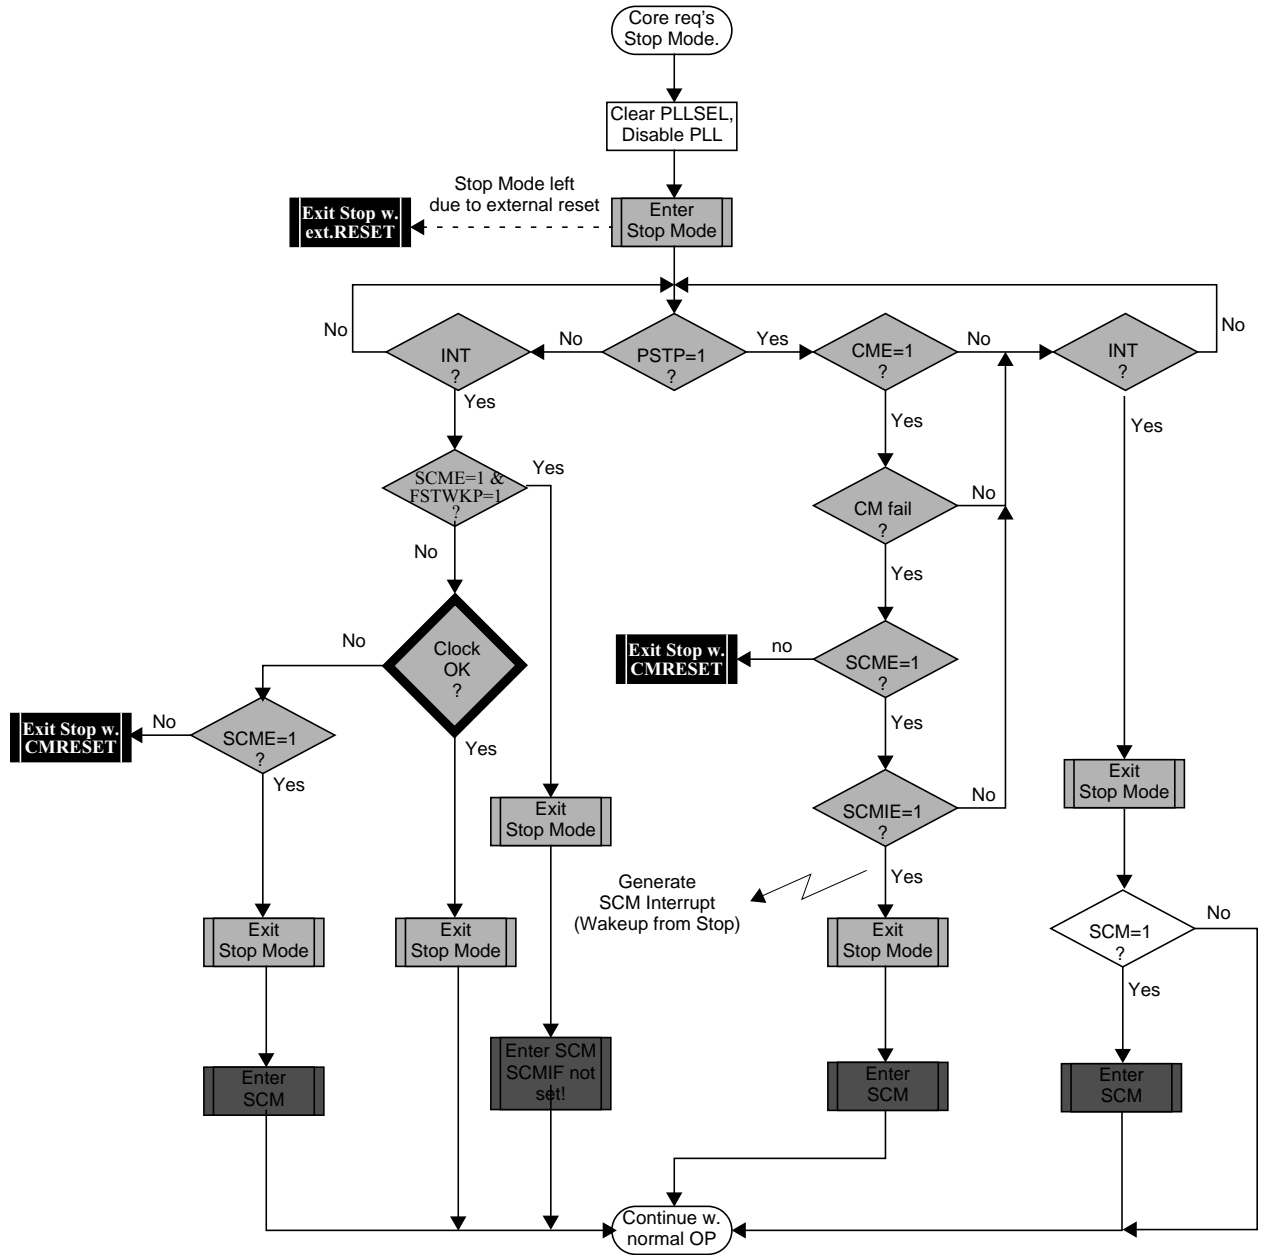 Core req's
Stop Mode.
Clear PLLSEL,
Disable PLL
Stop Mode left
due to external reset
Exit Stop w.
ext.RESET
Enter
Stop Mode
No
INT
?
No
PSTP=1
?
Yes
CME=1
?
No
INT
?
No
Yes
Yes
Yes
SCME=1 &
FSTWKP=1
?
Yes
CM fail
?
No
No
Yes
Clock
OK
?
No
Exit Stop w.
CMRESET
no
SCME=1
?
Exit Stop w.
CMRESET
No
SCME=1
?
Yes
Yes
Yes
Exit
Stop Mode
Exit
Stop Mode
SCMIE=1
?
No
Generate
SCM Interrupt
(Wakeup from Stop)
Yes
Exit
Stop Mode
Exit
Stop Mode
Exit
Stop Mode
SCM=1
?
No
Yes
Enter SCM
SCMIF not
set!
Enter
SCM
Enter
SCM
Enter
SCM
Continue w.
normal OP